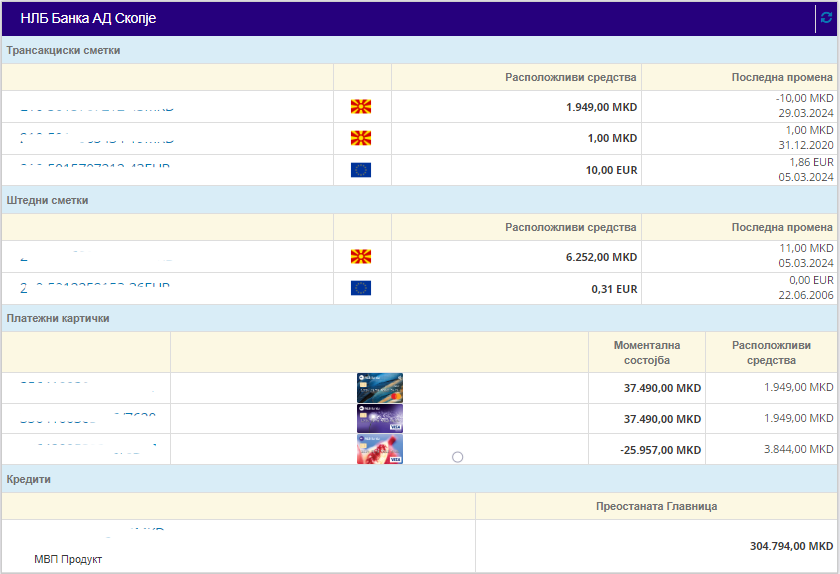 НЛБ Банка АД Скопје
Трансакциски сметки
Расположливи средства Последна промена
1.949,00 MKD -10,00 MKD
29.03.2024
1,00 MKD 1,00 MKD
31.12.2020
10,00 EUR 1,86 EUR
05.03.2024
Штедни сметки
Расположливи средства Последна промена
6.252,00 MKD 11,00 MKD
05.03.2024
0,31 EUR 0,00 EUR
22.06.2006
Платежни картички
Моментална Расположливи
состојба средства
37.490,00 MKD 1.949,00 MKD
37.490,00 MKD 1.949,00 MKD
-25.957,00 MKD 3.844,00 MKD
Кредити
Преостаната Главница
304.794,00 MKD
МВП Продукт